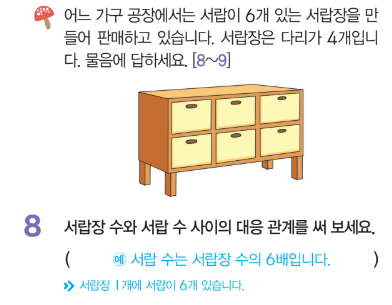 어느 가구 공장에서는 서랍이 6개 있는 서랍장을 만
들어 판매하고 있습니다. 서랍장은 다리가 4개입니
다. 물음에 답하세요. [8~9]
8 서랍장 수와 서랍 수 사이의 대응 관계를 써 보세요.
( 예 서랍 수는 서랍장 수의 6배입니다. )
» 서랍장 1개에 서랍이 6개 있습니다.